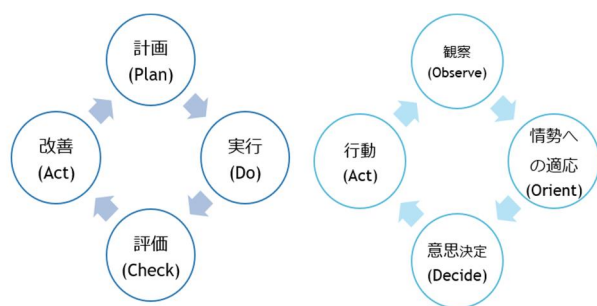 計画
(Plan)
実行
(Do)
評価
(Check)
改善
(Act)
観察
(Observe)
情勢へ
の適応
(Orient)
意思決定
(Decide)
行動
(Act)